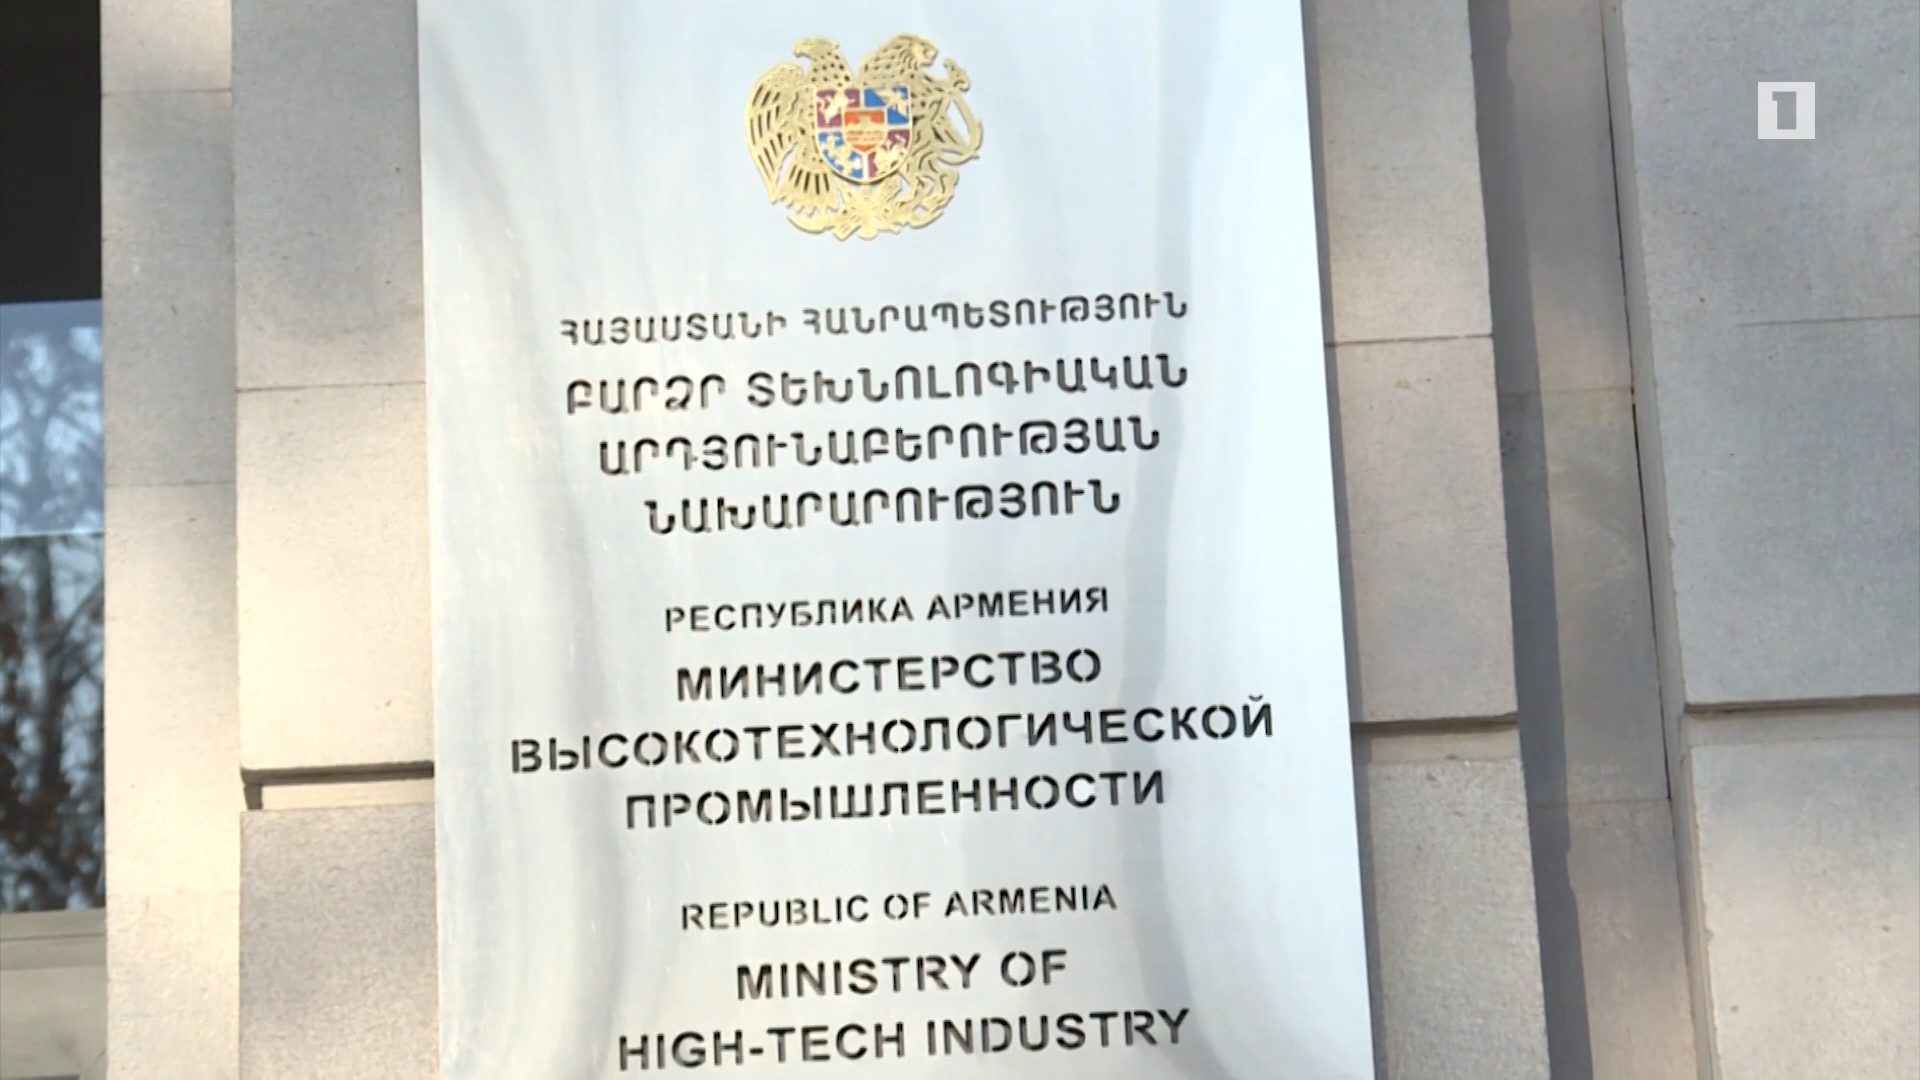 1
ՀԱՅԱՍՏԱՆԻ ՀԱՆՐԱՊԵՏՈՒԹՅՈՒՆ
ԲԱՐՁՐ ՏԵԽՆՈԼՈԳԻԱԿԱՆ
ԱՐԴՅՈՒՆԱԲԵՐՈՒԹՅԱՆ
ՆԱԽԱՐԱՐՈՒԹՅՈՒՆ
РЕСПУБЛИКА АРМЕНИЯ
МИНИСТЕРСТВО
ВЫСОКОТЕХНОЛОГИЧЕСКОЙ
ПРОМЫШЛЕННОСТИ
REPUBLIC OF ARMENIA
MINISTRY OF
HIGH-TECH INDUSTRY